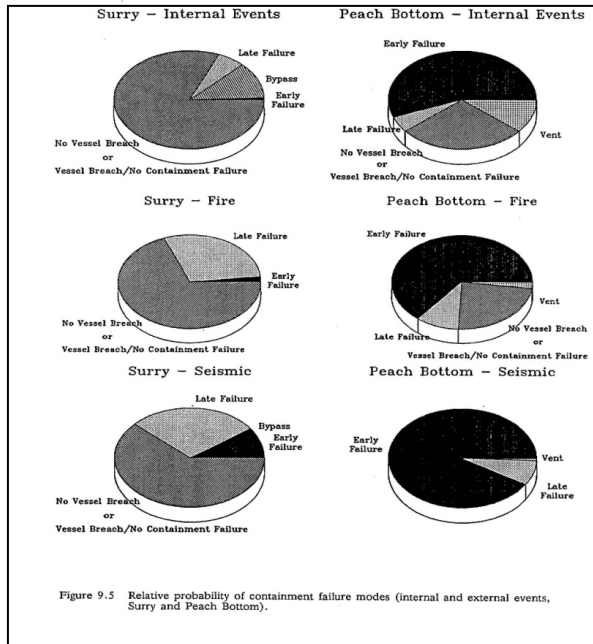 Surry – Internal Events
Late Failure
Bypass
Early
Failure
No Vessel Breach
or
Vessel Breach/No Containment Failure
Peach Bottom – Internal Events
Early Failure
Late Failure
No Vessel Breach
or
Vessel Breach/No Containment Failure
Vent
Surry – Fire
Late Failure
Early
Failure
No Vessel Breach
or
Vessel Breach/No Containment Failure
Peach Bottom – Fire
Early Failure
Vent
Late Failure
No Vessel Breach
or
Vessel Breach/No Containment Failure
Surry – Seismic
Late Failure
Bypass
Early
Failure
No Vessel Breach
or
Vessel Breach/No Containment Failure
Peach Bottom – Seismic
Early
Failure
Vent
Late
Failure
Figure 9.5 Relative probability of containment failure modes (internal and external events,
Surry and Peach Bottom).